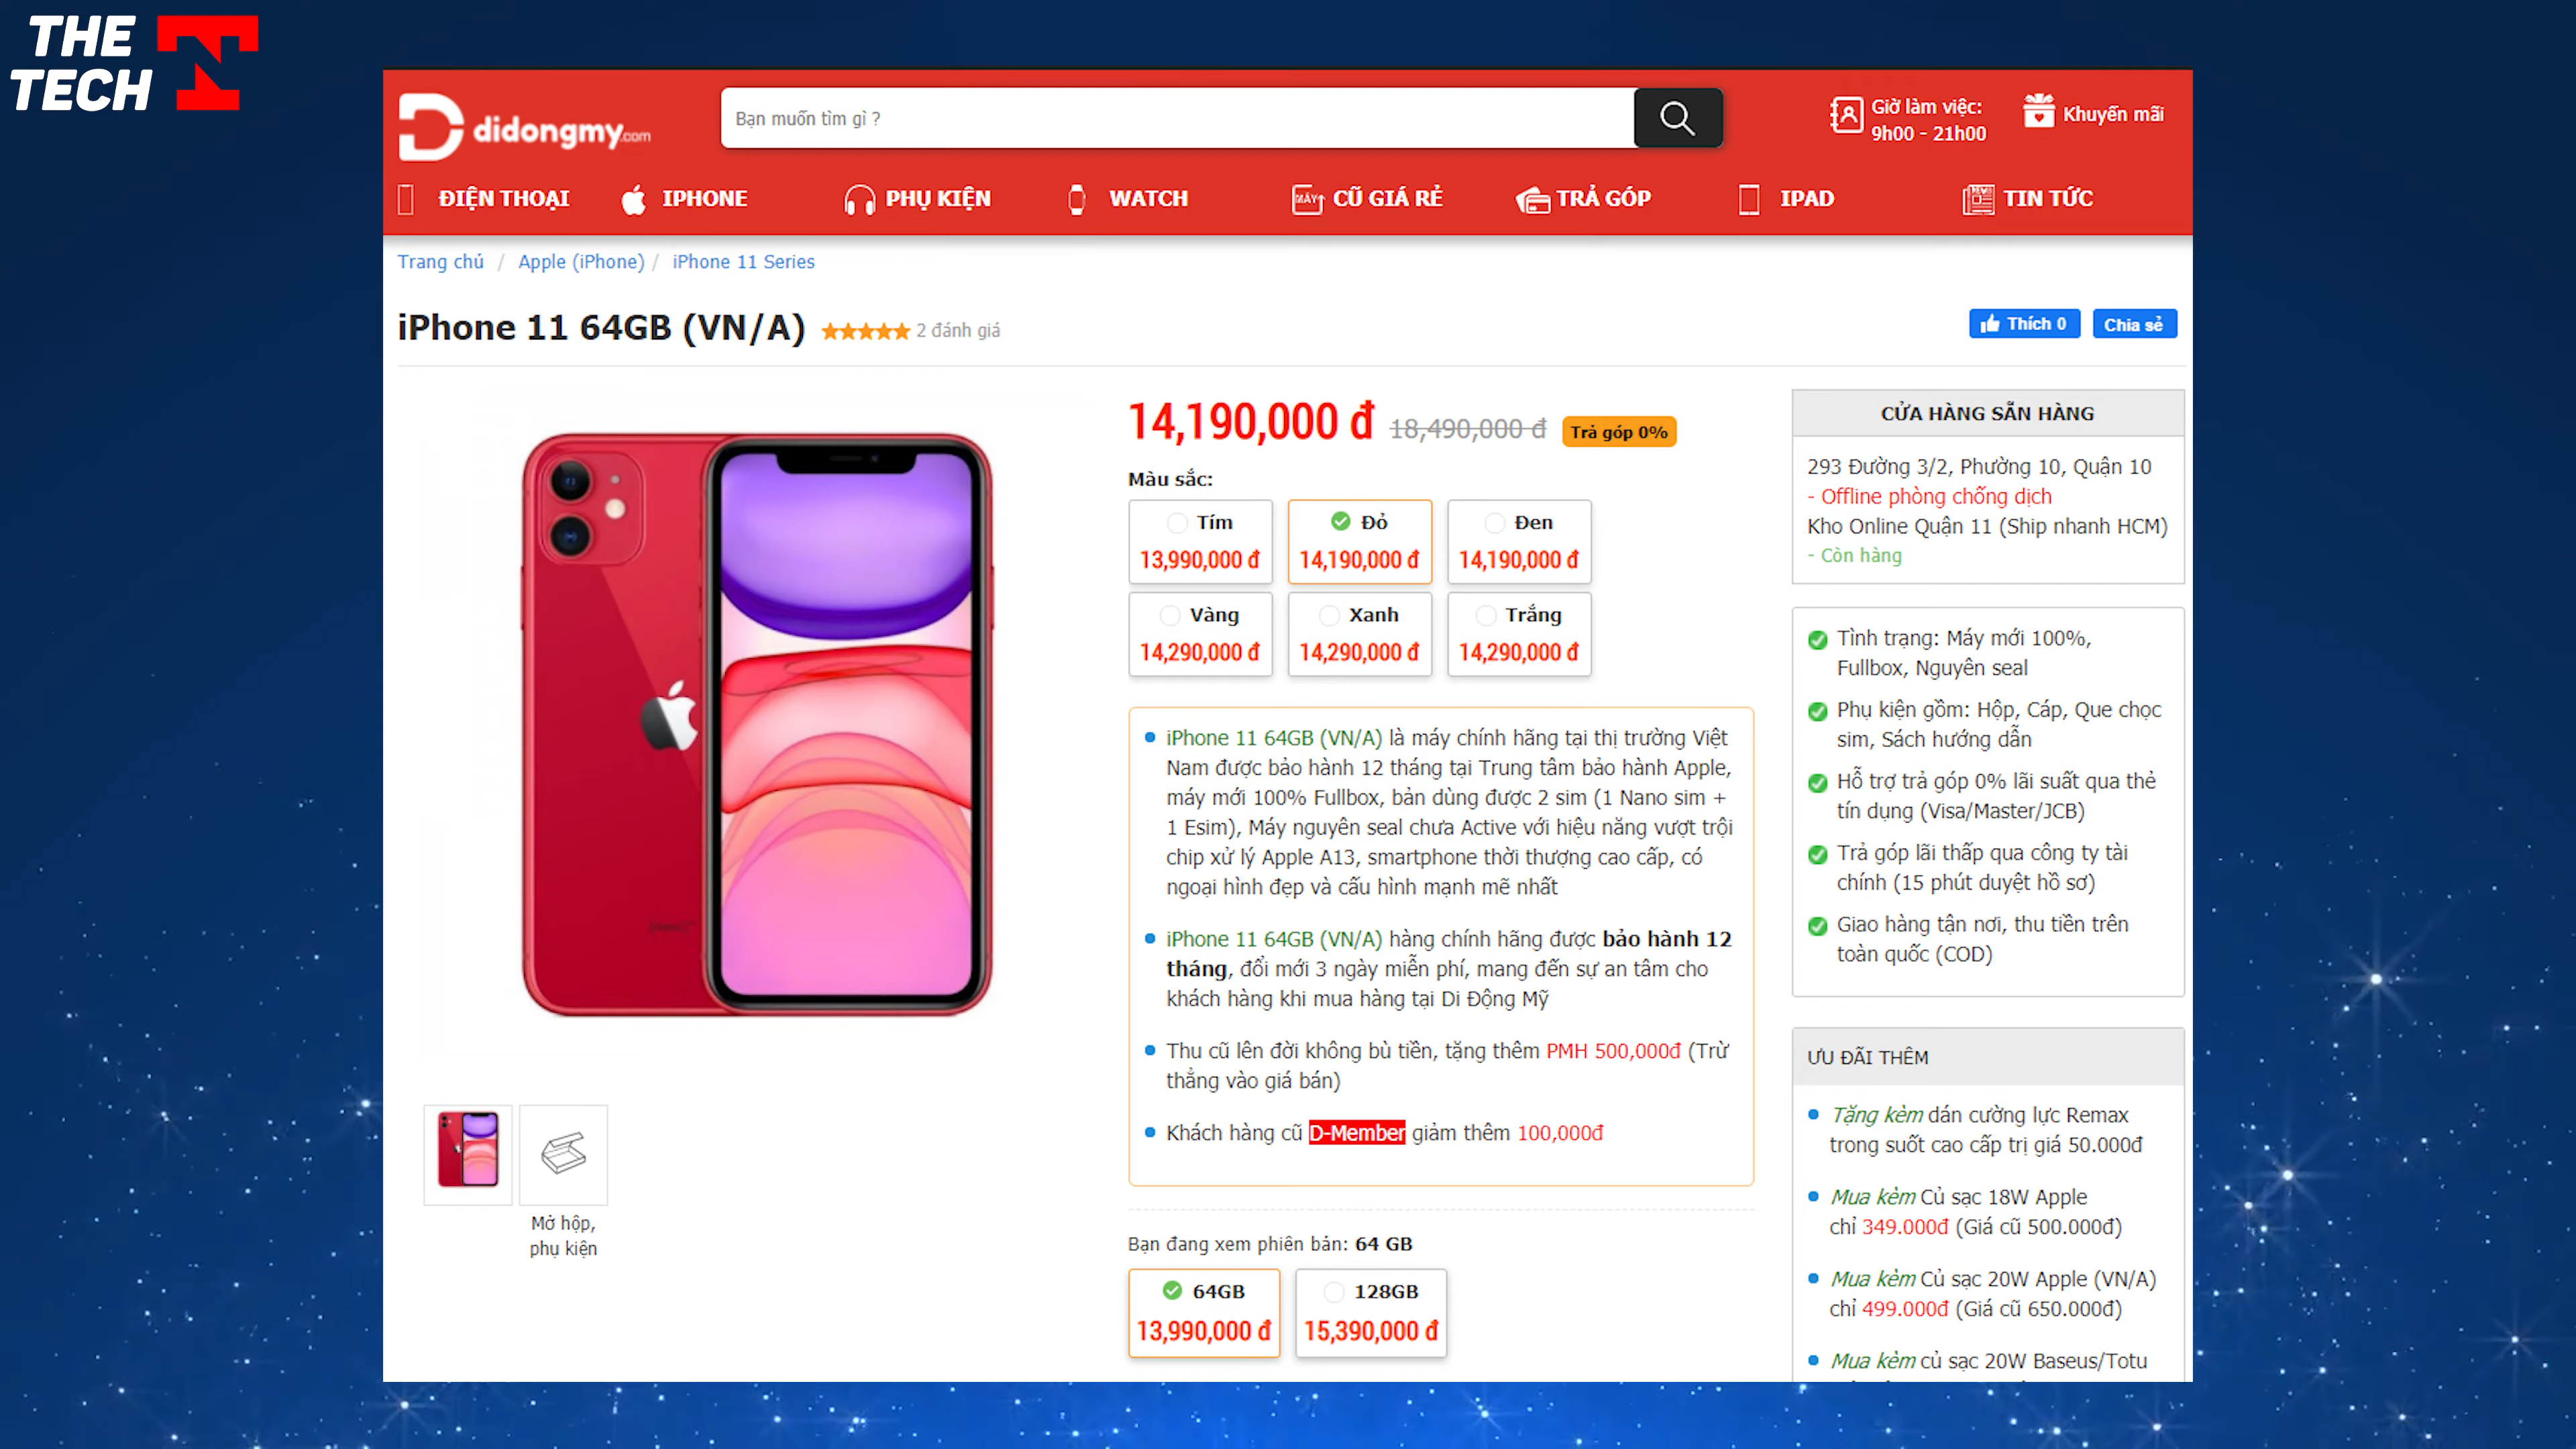 THE
TECH
didongmy.com
Bạn muốn tìm gì ?
Giờ làm việc:
9h00 - 21h00
Khuyến mãi
ĐIỆN THOẠI
IPHONE
PHỤ KIỆN
WATCH
MÁY CŨ GIÁ RẺ
TRẢ GÓP
IPAD
TIN TỨC
Trang chủ / Apple (iPhone) / iPhone 11 Series
iPhone 11 64GB (VN/A) 2 đánh giá
Thích 0
Chia sẻ
14,190,000 đ 18,490,000 đ Trả góp 0%
Màu sắc:
Tím
13,990,000 đ
Đỏ
14,190,000 đ
Đen
14,190,000 đ
Vàng
14,290,000 đ
Xanh
14,290,000 đ
Trắng
14,290,000 đ
iPhone 11 64GB (VN/A) là máy chính hãng tại thị trường Việt
Nam được bảo hành 12 tháng tại Trung tâm bảo hành Apple,
máy mới 100% Fullbox, bản dùng được 2 sim (1 Nano sim +
1 Esim), Máy nguyên seal chưa Active với hiệu năng vượt trội
chip xử lý Apple A13, smartphone thời thượng cao cấp, có
ngoại hình đẹp và cấu hình mạnh mẽ nhất
iPhone 11 64GB (VN/A) hàng chính hãng được bảo hành 12
tháng, đổi mới 3 ngày miễn phí, mang đến sự an tâm cho
khách hàng khi mua hàng tại Di Động Mỹ
Thu cũ lên đời không bù tiền, tặng thêm PMH 500,000đ (Trừ
thẳng vào giá bán)
Khách hàng cũ D-Member giảm thêm 100,000đ
Mở hộp,
phụ kiện
Bạn đang xem phiên bản: 64 GB
64GB
13,990,000 đ
128GB
15,390,000 đ
CỬA HÀNG SẴN HÀNG
293 Đường 3/2, Phường 10, Quận 10
- Offline phòng chống dịch
Kho Online Quận 11 (Ship nhanh HCM)
- Còn hàng
Tình trạng: Máy mới 100%,
Fullbox, Nguyên seal
Phụ kiện gồm: Hộp, Cáp, Que chọc
sim, Sách hướng dẫn
Hỗ trợ trả góp 0% lãi suất qua thẻ
tín dụng (Visa/Master/JCB)
Trả góp lãi thấp qua công ty tài
chính (15 phút duyệt hồ sơ)
Giao hàng tận nơi, thu tiền trên
toàn quốc (COD)
ƯU ĐÃI THÊM
Tặng kèm dán cường lực Remax
trong suốt cao cấp trị giá 50.000đ
Mua kèm Củ sạc 18W Apple
chỉ 349.000đ (Giá cũ 500.000đ)
Mua kèm Củ sạc 20W Apple (VN/A)
chỉ 499.000đ (Giá cũ 650.000đ)
Mua kèm củ sạc 20W Baseus/Totu